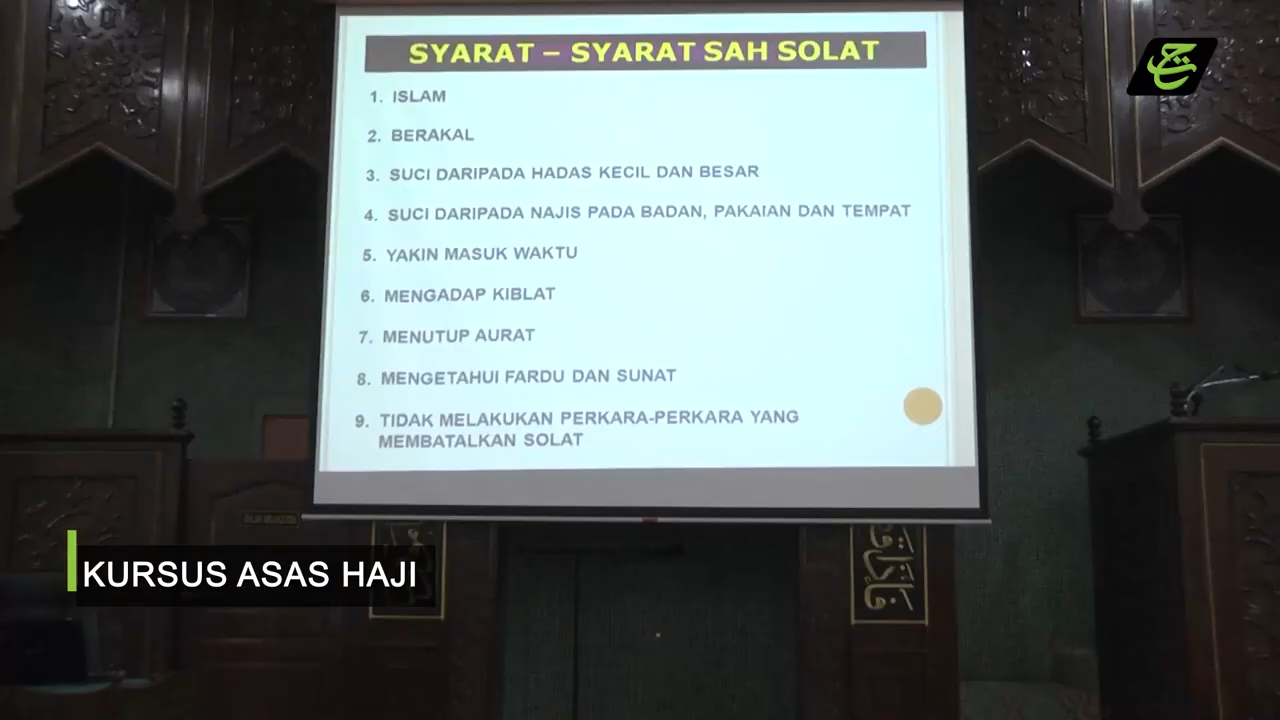 SYARAT – SYARAT SAH SOLAT
1. ISLAM
2. BERAKAL
3. SUCI DARIPADA HADAS KECIL DAN BESAR
4. SUCI DARIPADA NAJIS PADA BADAN, PAKAIAN DAN TEMPAT
5. YAKIN MASUK WAKTU
6. MENGADAP KIBLAT
7. MENUTUP AURAT
8. MENGETAHUI FARDU DAN SUNAT
9. TIDAK MELAKUKAN PERKARA-PERKARA YANG
MEMBATALKAN SOLAT
KURSUS ASAS HAJI